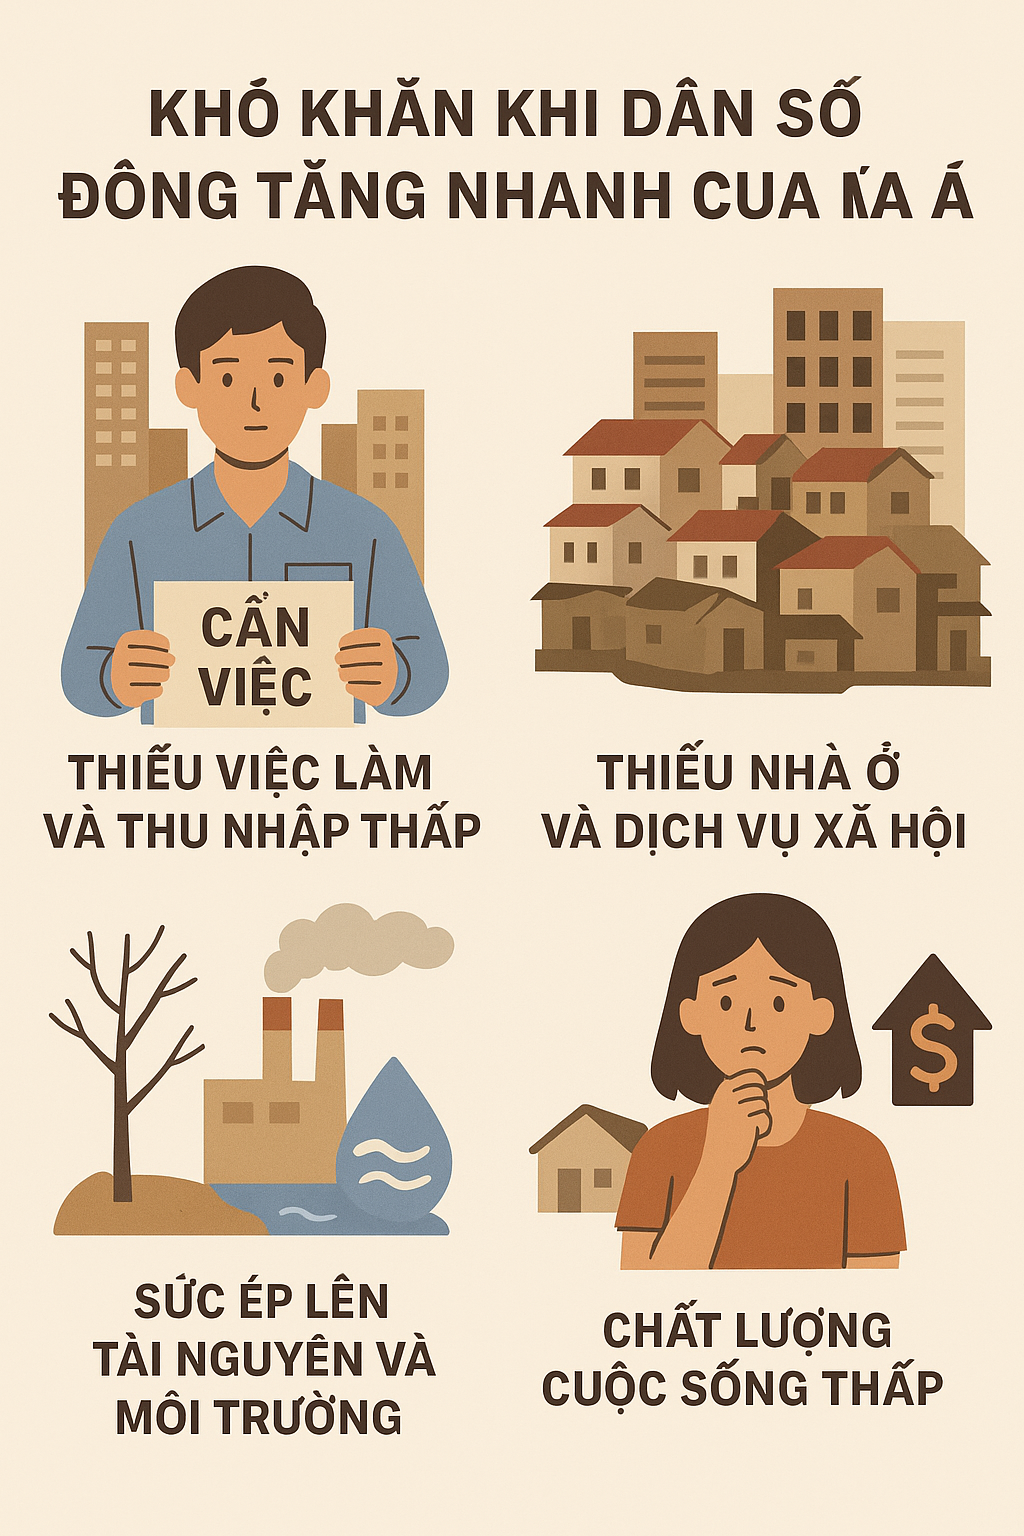 KHÓ KHĂN KHI DÂN SỐ
ĐÔNG TĂNG NHANH CUA Á
CẦN
VIỆC
THIẾU VIỆC LÀM
VÀ THU NHẬP THẤP
THIẾU NHÀ Ở
VÀ DỊCH VỤ XÃ HỘI
SỨC ÉP LÊN
TÀI NGUYÊN VÀ
MÔI TRƯỜNG
CHẤT LƯỢNG
CUỘC SỐNG THẤP
$